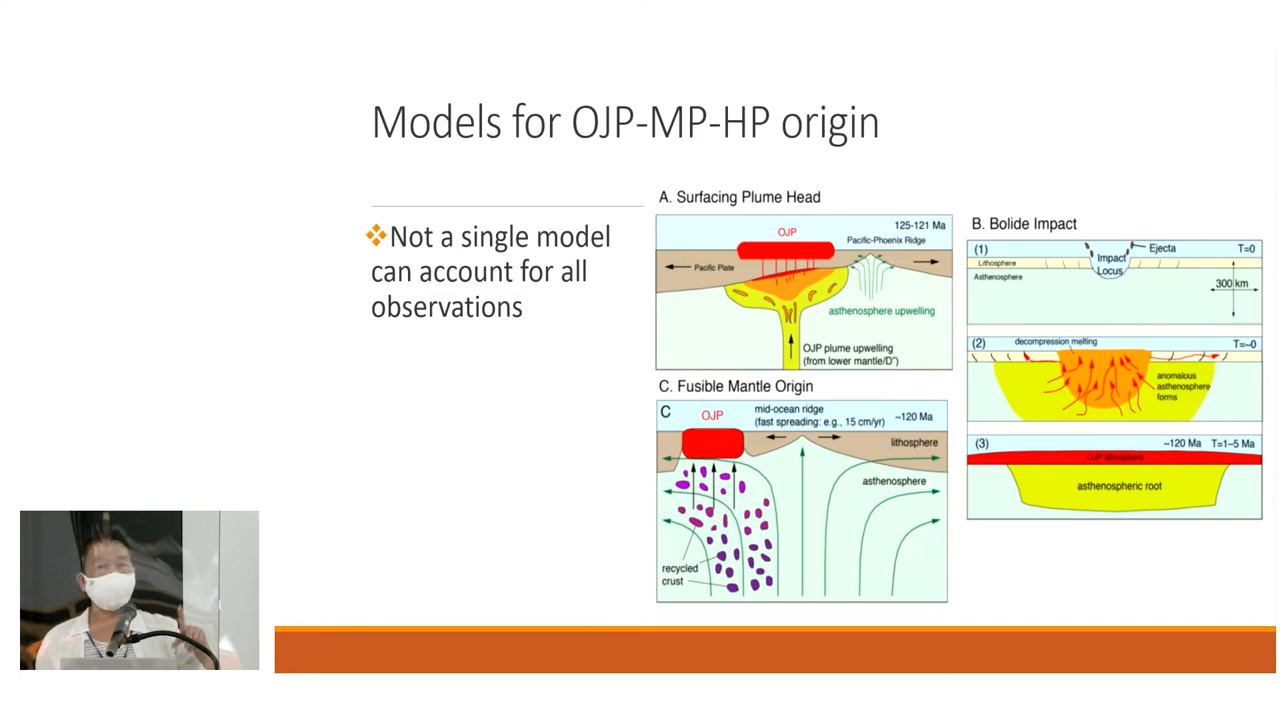 Models for OJP-MP-HP origin
Not a single model
can account for all
observations
A. Surfacing Plume Head
125-121 Ma
OJP
Pacific-Phoenix Ridge
Pacific Plate
asthenosphere upwelling
OJP plume upwelling
(from lower mantle/D")
B. Bolide Impact
(1)
Ejecta
T=0
Impact
Locus
Lithosphere
Asthenosphere
300 km
(2)
decompression melting
T=~0
anomalous
asthenosphere
forms
(3)
~120 Ma T=1-5 Ma
OJP lithosphere
asthenospheric root
C. Fusible Mantle Origin
C
OJP
mid-ocean ridge
(fast spreading: e.g., 15 cm/yr)
~120 Ma
lithosphere
asthenosphere
recycled
crust